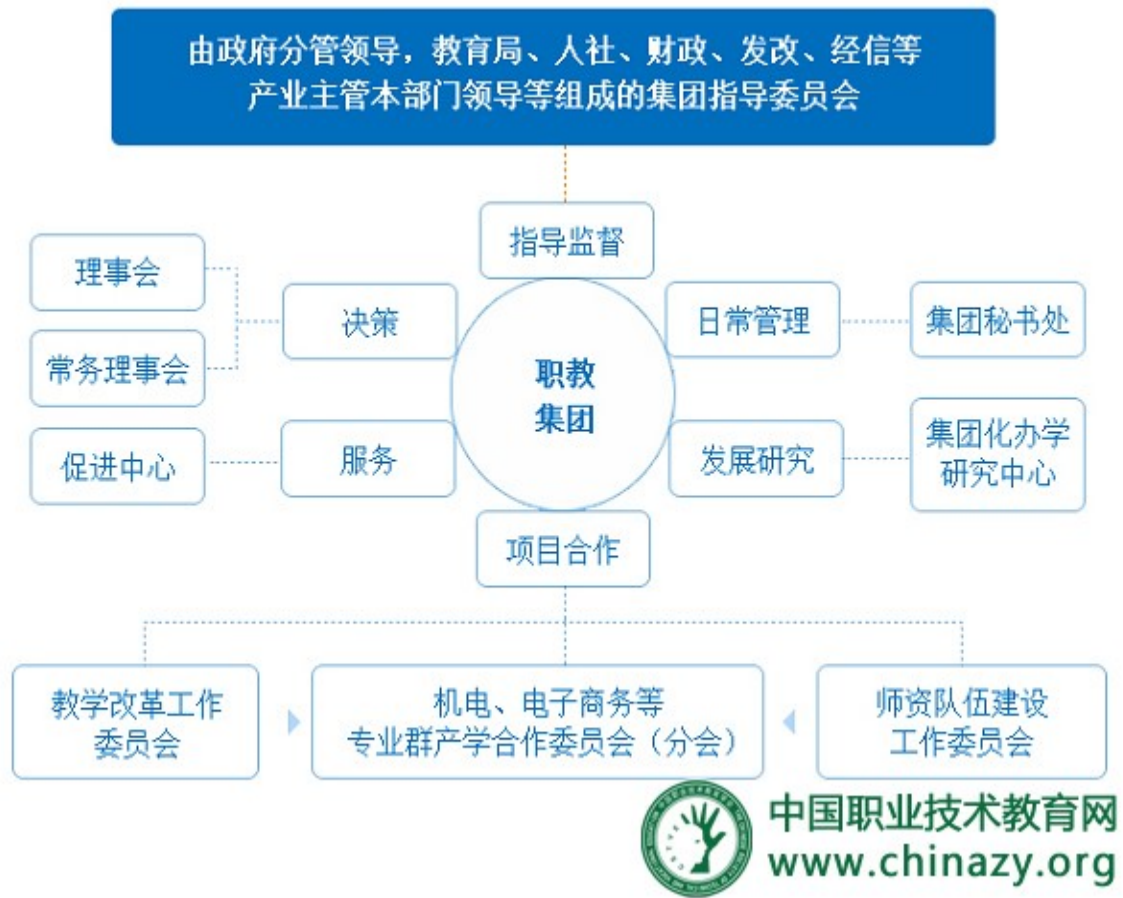 由政府分管领导，教育局、人社、财政、发改、经信等
产业主管本部门领导等组成的集团指导委员会
指导监督
理事会
常务理事会
决策
日常管理
集团秘书处
职教
集团
促进中心
服务
发展研究
集团化办学
研究中心
项目合作
教学改革工作
委员会
机电、电子商务等
专业群产学合作委员会（分会）
师资队伍建设
工作委员会
中国职业技术教育网
www.chinazy.org